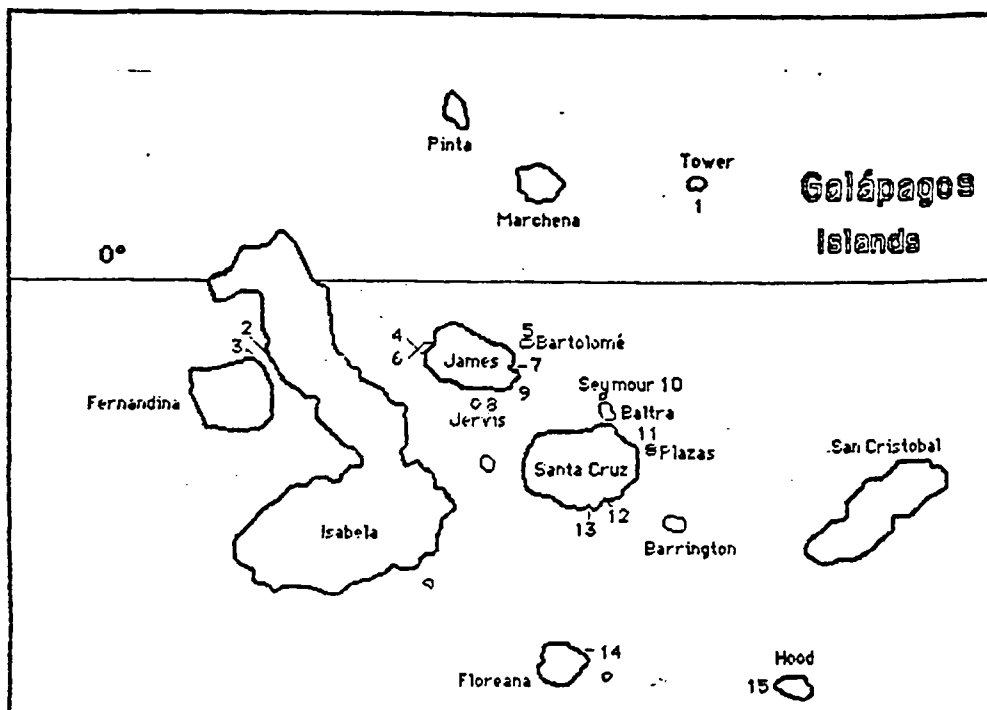 Pinta
Tower
1
Galápagos
Islands
Marchena
0°
2
3
4
6
James
5
Bartolomé
7
9
Fernandina
8
Jervis
Seymour 10
Baltra
11
Plazas
Santa Cruz
San Cristobal
12
13
Barrington
Isabela
14
Floreana
Hood
15